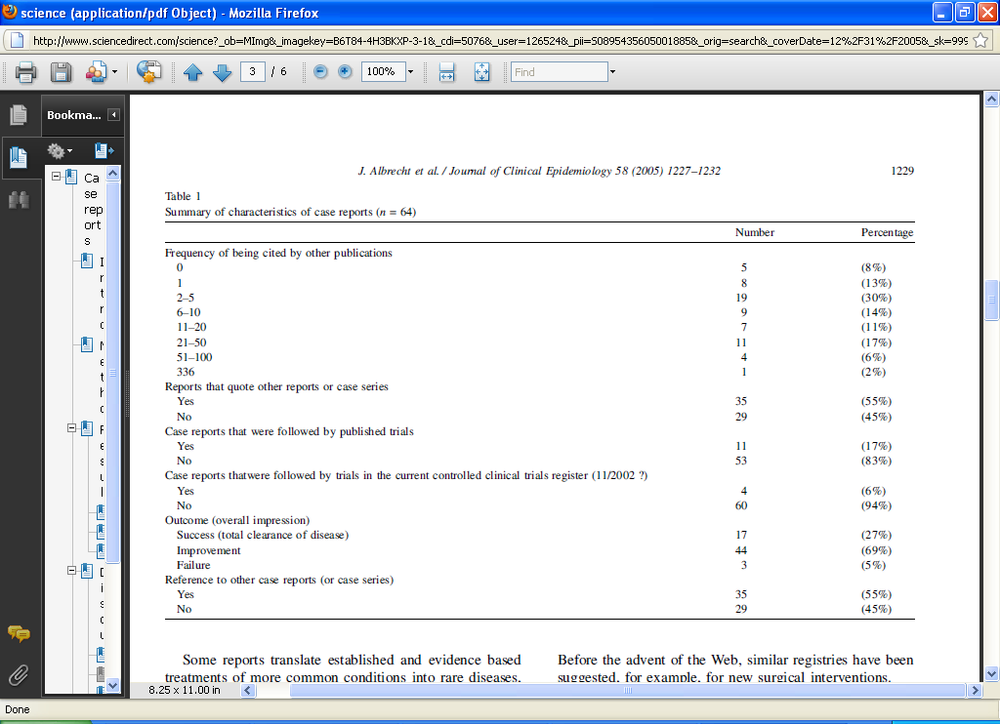 science (application/pdf Object) - Mozilla Firefox
http://www.sciencedirect.com/science?_ob=MImg&_imagekey=B6T84-4H3BKXP-3-1&_cdi=5076&_user=126524&_pii=S0895435605001885&_orig=search&_coverDate=12%2F31%2F2005&_sk=999
3 / 6 100% Find
Bookma...
Ca
se
rep
ort
s
J. Albrecht et al. / Journal of Clinical Epidemiology 58 (2005) 1227–1232 1229
Table 1
Summary of characteristics of case reports (n = 64)
Number Percentage
Frequency of being cited by other publications
0 5 (8%)
1 8 (13%)
2–5 19 (30%)
6–10 9 (14%)
11–20 7 (11%)
21–50 11 (17%)
51–100 4 (6%)
336 1 (2%)
Reports that quote other reports or case series
Yes 35 (55%)
No 29 (45%)
Case reports that were followed by published trials
Yes 11 (17%)
No 53 (83%)
Case reports thatwere followed by trials in the current controlled clinical trials register (11/2002 ?)
Yes 4 (6%)
No 60 (94%)
Outcome (overall impression)
Success (total clearance of disease) 17 (27%)
Improvement 44 (69%)
Failure 3 (5%)
Reference to other case reports (or case series)
Yes 35 (55%)
No 29 (45%)
Some reports translate established and evidence based
treatments of more common conditions into rare diseases.
Before the advent of the Web, similar registries have been
suggested, for example, for new surgical interventions.
8.25 x 11.00 in
Done